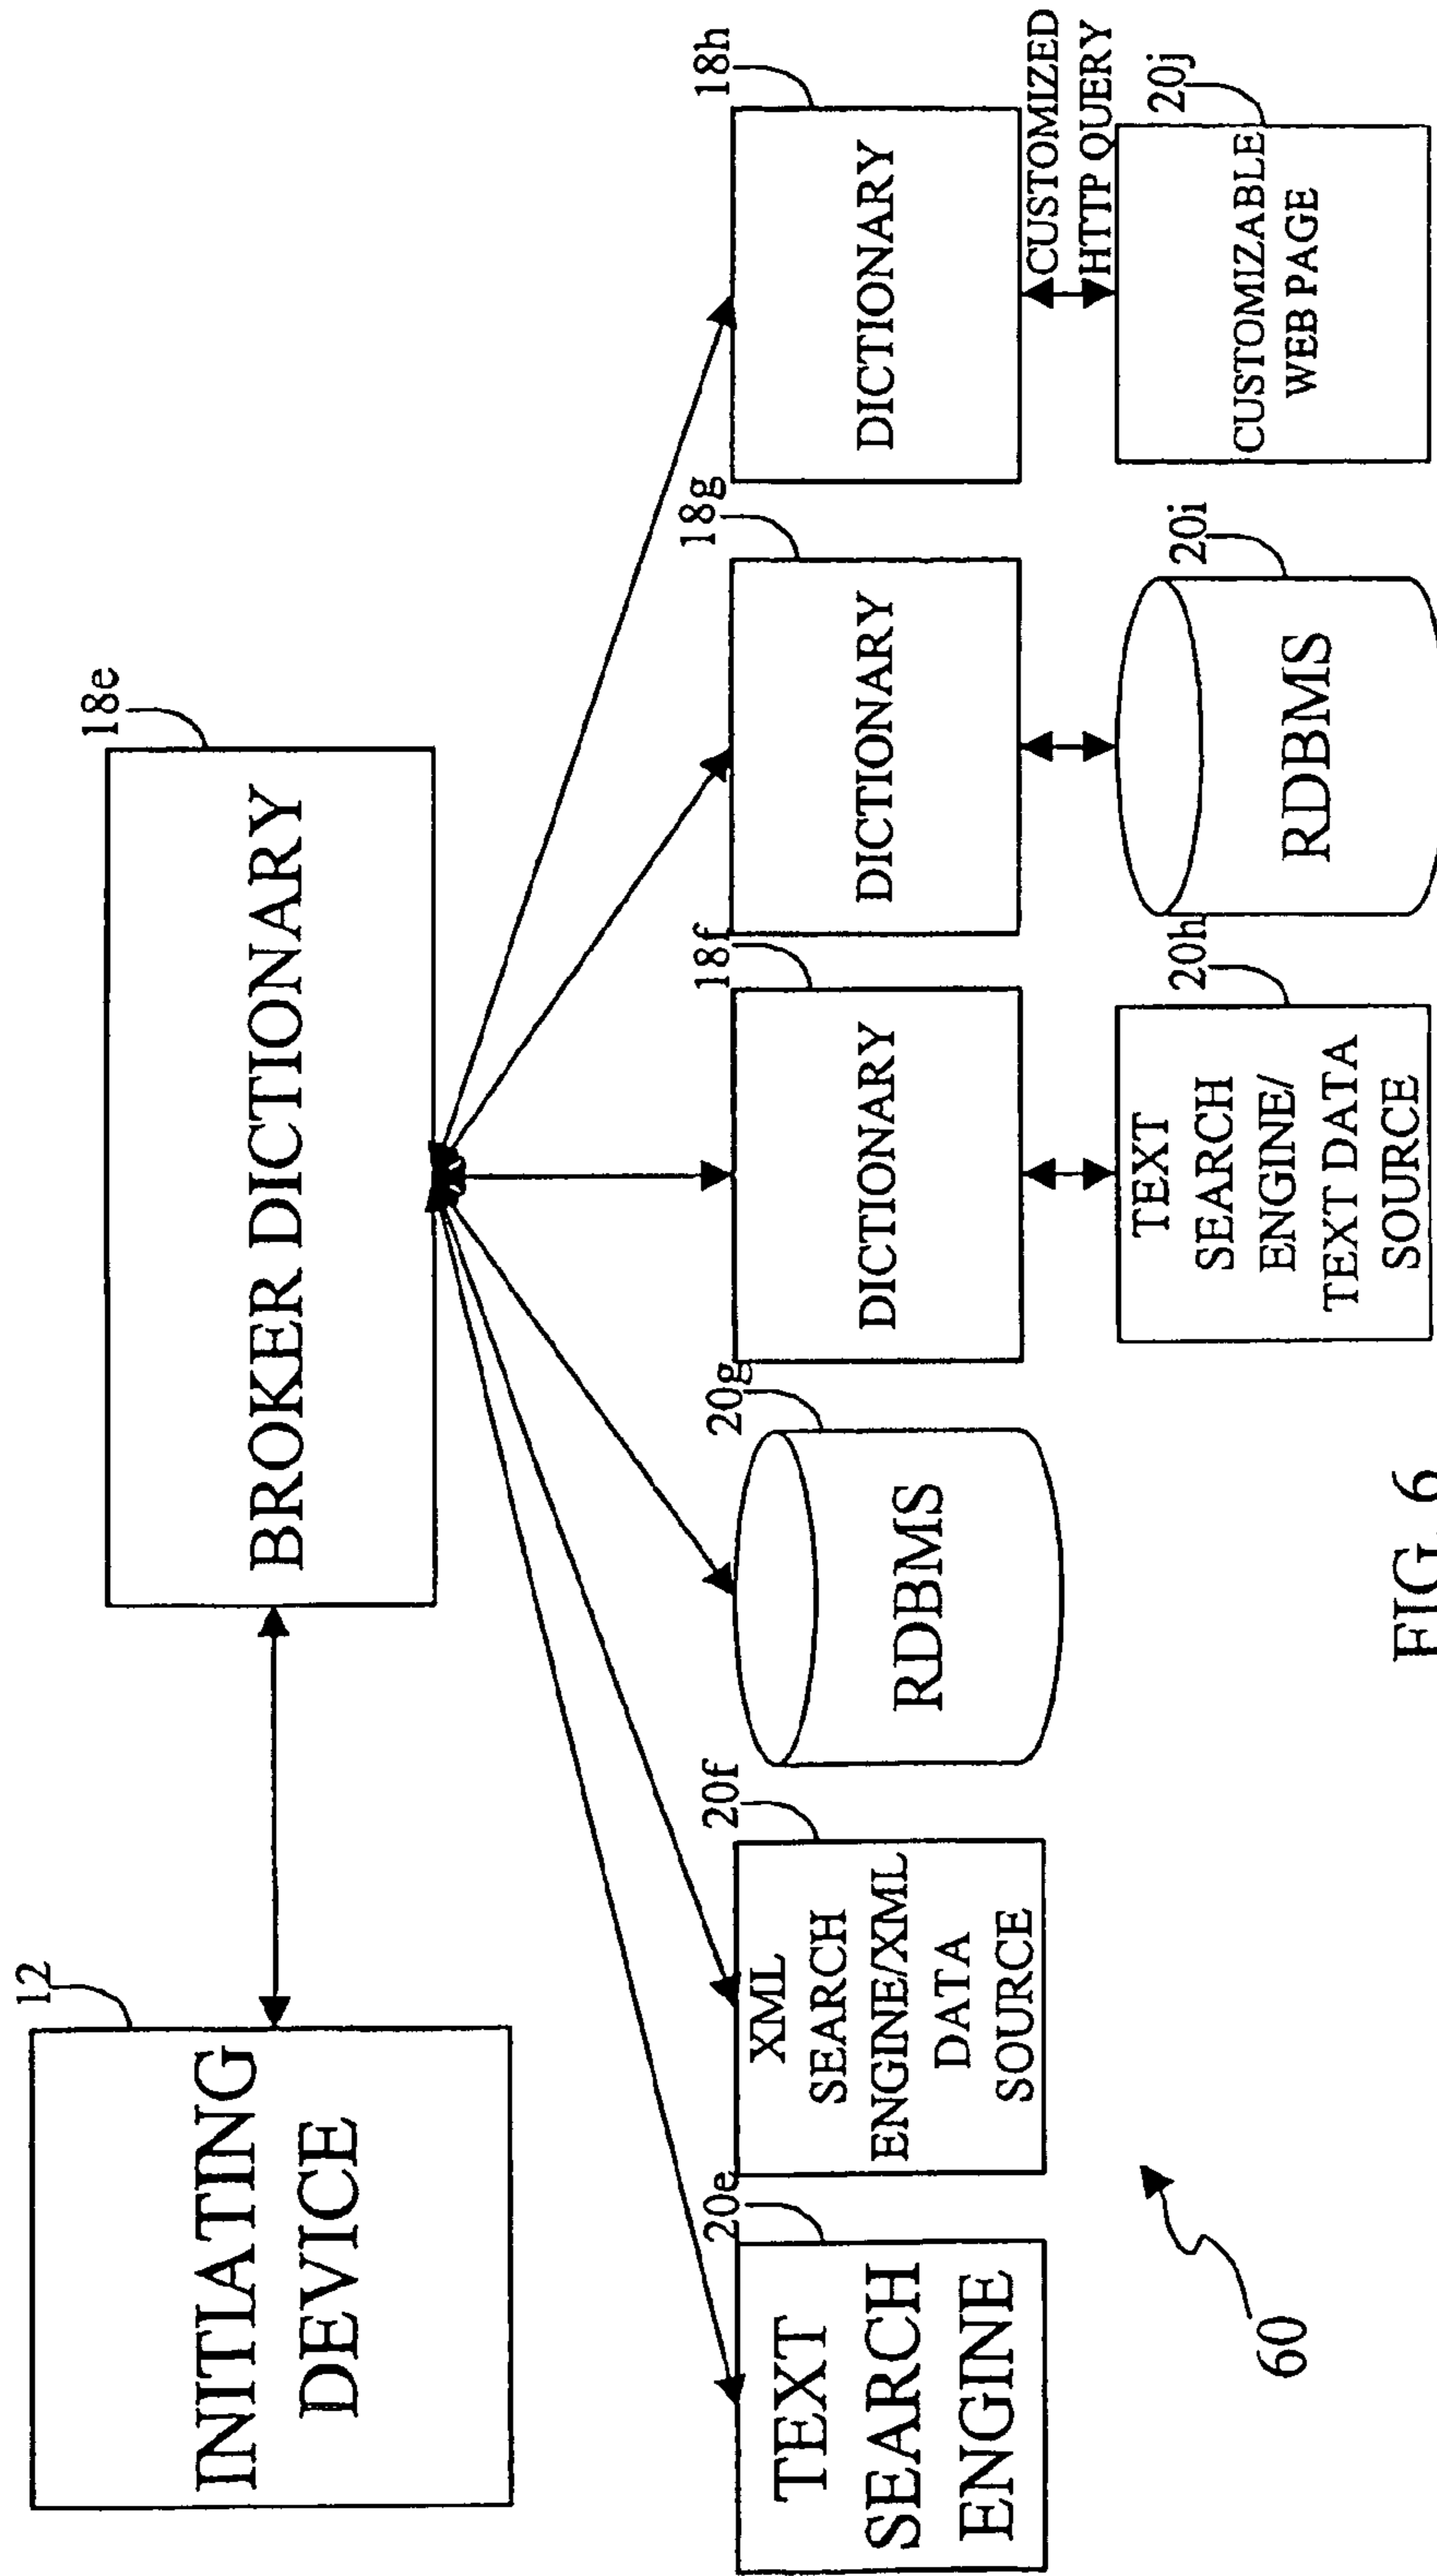 12
INITIATING
DEVICE
18e
BROKER DICTIONARY
20e
TEXT
SEARCH
ENGINE
20f
XML
SEARCH
ENGINE/XML
DATA
SOURCE
20g
RDBMS
18f
DICTIONARY
18g
DICTIONARY
18h
DICTIONARY
CUSTOMIZED
HTTP QUERY
20h
TEXT
SEARCH
ENGINE/
TEXT DATA
SOURCE
20i
RDBMS
20j
CUSTOMIZABLE
WEB PAGE
60
FIG. 6